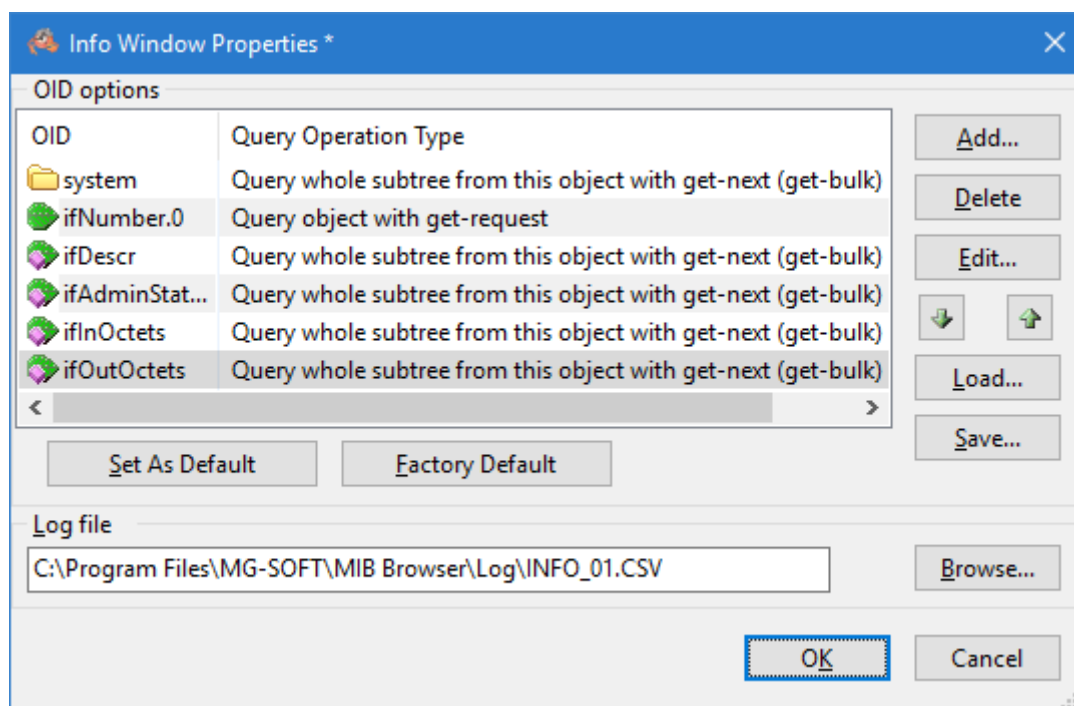 Info Window Properties *
OID options
OID Query Operation Type
system Query whole subtree from this object with get-next (get-bulk)
ifNumber.0 Query object with get-request
ifDescr Query whole subtree from this object with get-next (get-bulk)
ifAdminStat... Query whole subtree from this object with get-next (get-bulk)
ifInOctets Query whole subtree from this object with get-next (get-bulk)
ifOutOctets Query whole subtree from this object with get-next (get-bulk)
Add...
Delete
Edit...
Load...
Save...
Set As Default Factory Default
Log file
C:\Program Files\MG-SOFT\MIB Browser\Log\INFO_01.CSV Browse...
OK Cancel